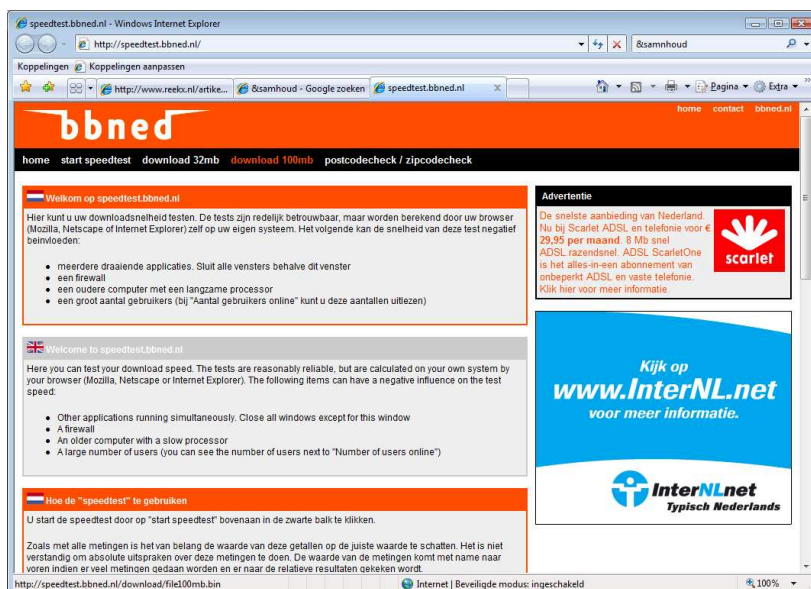 speedtest.bbned.nl - Windows Internet Explorer
http://speedtest.bbned.nl/
&samnhoud
Koppelingen Koppelingen aanpassen
http://www.reekx.nl/artike... &samhoud - Google zoeken speedtest.bbned.nl
Pagina Extra
bbned
home contact bbned.nl
home start speedtest download 32mb download 100mb postcodecheck / zipcodecheck
Welkom op speedtest.bbned.nl
Hier kunt u uw downloadsnelheid testen. De tests zijn redelijk betrouwbaar, maar worden berekend door uw browser
(Mozilla, Netscape of Internet Explorer) zelf op uw eigen systeem. Het volgende kan de snelheid van deze test negatief
beinvloeden:
meerdere draaiende applicaties. Sluit alle vensters behalve dit venster
een firewall
een oudere computer met een langzame processor
een groot aantal gebruikers (bij "Aantal gebruikers online" kunt u deze aantallen uitlezen)
Welcome to speedtest.bbned.nl
Here you can test your download speed. The tests are reasonably reliable, but are calculated on your own system by
your browser (Mozilla, Netscape or Internet Explorer). The following items can have a negative influence on the test
speed:
Other applications running simultaneously. Close all windows except for this window
A firewall
An older computer with a slow processor
A large number of users (you can see the number of users next to "Number of users online")
Hoe de "speedtest" te gebruiken
U start de speedtest door op "start speedtest" bovenaan in de zwarte balk te klikken.
Zoals met alle metingen is het van belang de waarde van deze getallen op de juiste waarde te schatten. Het is niet
verstandig om absolute uitspraken over deze metingen te doen. De waarde van de metingen komt met name naar
voren indien er veel metingen gedaan worden en er naar de relatieve resultaten gekeken wordt.
Advertentie
De snelste aanbieding van Nederland.
Nu bij Scarlet ADSL en telefonie voor €
29,95 per maand. 8 Mb snel
ADSL razendsnel. ADSL ScarletOne
is het alles-in-een abonnement van
onbeperkt ADSL en vaste telefonie.
Klik hier voor meer informatie.
scarlet
Kijk op
www.InterNL.net
voor meer informatie.
InterNLnet
Typisch Nederlands
http://speedtest.bbned.nl/download/file100mb.bin
Internet | Beveiligde modus: ingeschakeld
100%